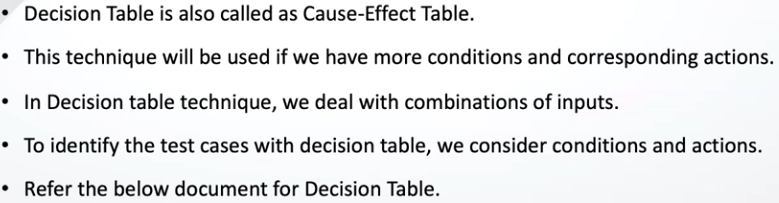 • Decision Table is also called as Cause-Effect Table.
• This technique will be used if we have more conditions and corresponding actions.
• In Decision table technique, we deal with combinations of inputs.
• To identify the test cases with decision table, we consider conditions and actions.
• Refer the below document for Decision Table.